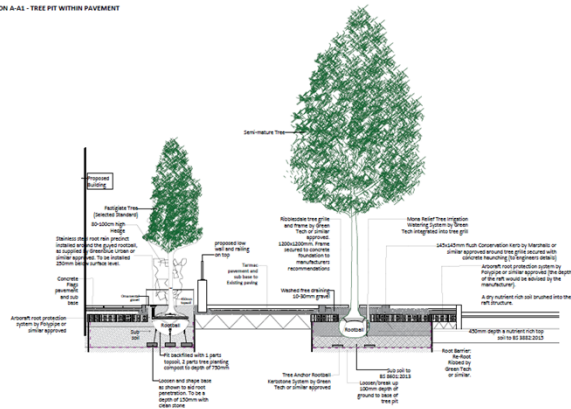 ON A-A1 - TREE PIT WITHIN PAVEMENT
Semi-mature Tree
Proposed
Building
Fastigiate Tree
[Selected Standard]
80-100cm high
Hedge
Stainless steel root rain precinct
installed around the guyed rootball,
as supplied by Greenblue Urban or
similar approved. To be installed
250mm below surface level.
Concrete
Flags
pavement
and sub
base
Arboraft root protection
system by Polypipe or
similar approved
Sub
soil
Rootball
Pit backfilled with 1 parts
topsoil, 2 parts tree planting
compost to depth of 750mm
Loosen and shape base
as shown to aid root
penetration. To be a
depth of 150mm with
clean stone
proposed low
wall and railing
on top
Tarmac
pavement and
sub base to
Existing paving
Ribblesdale tree grille
and frame by Green
Tech or similar
approved.
1200x1200mm. Frame
secured to concrete
foundation to
manufacturers
recommendations
Washed free draining
10-30mm gravel
Rootball
Tree Anchor Rootball
Kerbstone System by Green
Tech or similar approved
Loosen/break up
100mm depth of
ground to base of
tree pit
Sub soil to
BS 8601:2013
Mona Relief Tree Irrigation
Watering System by Green
Tech integrated into tree grill
145x145mm flush Conservation Kerb by Marshalls or
similar approved around tree grille secured with
concrete haunching (to engineers details)
Arboraft root protection system by
Polypipe or similar approved (the depth
of the raft would be advised by the
manufacturer).
A dry nutrient rich soil brushed into the
raft structure.
450mm depth a nutrient rich top
soil to BS 3882:2015
Root Barrier:
Re-Root
Ribbed by
Green Tech
or similar.